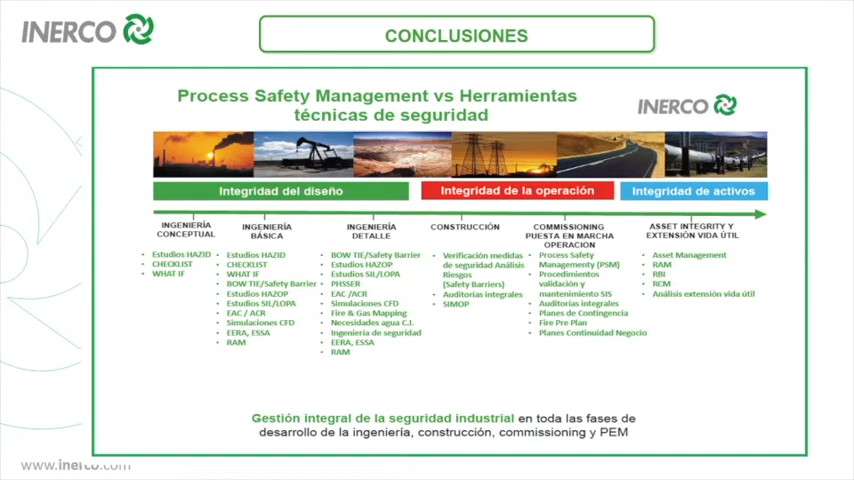 INERCO
CONCLUSIONES
Process Safety Management vs Herramientas
técnicas de seguridad
INERCO
Integridad del diseño
Integridad de la operación
Integridad de activos
INGENIERÍA
CONCEPTUAL
• Estudios HAZID
• CHECKLIST
• WHAT IF
INGENIERÍA
BÁSICA
• Estudios HAZID
• CHECKLIST
• WHAT IF
• BOW TIE/Safety Barrier
• Estudios HAZOP
• Estudios SIL/LOPA
• EAC / ACR
• Simulaciones CFD
• EERA, ESSA
• RAM
INGENIERÍA
DETALLE
• BOW TIE/Safety Barrier
• Estudios HAZOP
• Estudios SIL/LOPA
• PHSSER
• EAC /ACR
• Simulaciones CFD
• Fire & Gas Mapping
• Necesidades agua C.I.
• Ingenieria de seguridad
• EERA, ESSA
• RAM
CONSTRUCCIÓN
• Verificación medidas
de seguridad Análisis
Riesgos
(Safety Barriers)
• Auditorías integrales
• SIMOP
COMMISSIONING
PUESTA EN MARCHA
OPERACION
• Process Safety
Managementy (PSM)
• Procedimientos
validación y
mantenimiento SIS
• Auditorías integrales
• Planes de Contingencia
• Fire Pre Plan
• Planes Continuidad Negocio
ASSET INTEGRITY Y
EXTENSIÓN VIDA ÚTIL
• Asset Management
• RAM
• RBI
• RCM
• Análisis extensión vida útil
Gestión integral de la seguridad industrial en toda las fases de
desarrollo de la ingeniería, construcción, commissioning y PEM
www.inerco.com